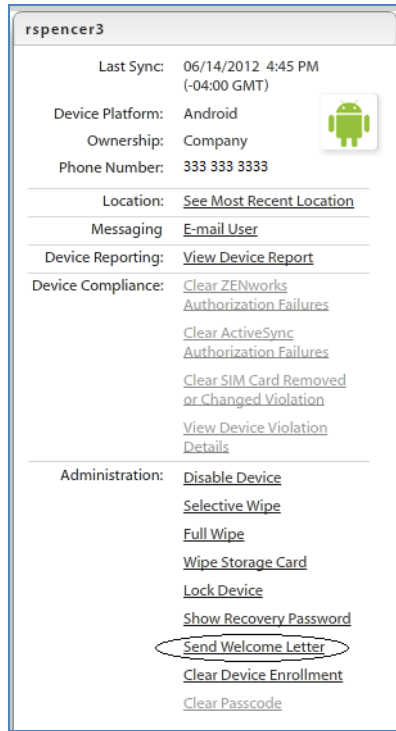 rspencer3
Last Sync: 06/14/2012 4:45 PM
(-04:00 GMT)
Device Platform: Android
Ownership: Company
Phone Number: 333 333 3333
Location: See Most Recent Location
Messaging E-mail User
Device Reporting: View Device Report
Device Compliance: Clear ZENworks
Authorization Failures
Clear ActiveSync
Authorization Failures
Clear SIM Card Removed
or Changed Violation
View Device Violation
Details
Administration: Disable Device
Selective Wipe
Full Wipe
Wipe Storage Card
Lock Device
Show Recovery Password
Send Welcome Letter
Clear Device Enrollment
Clear Passcode